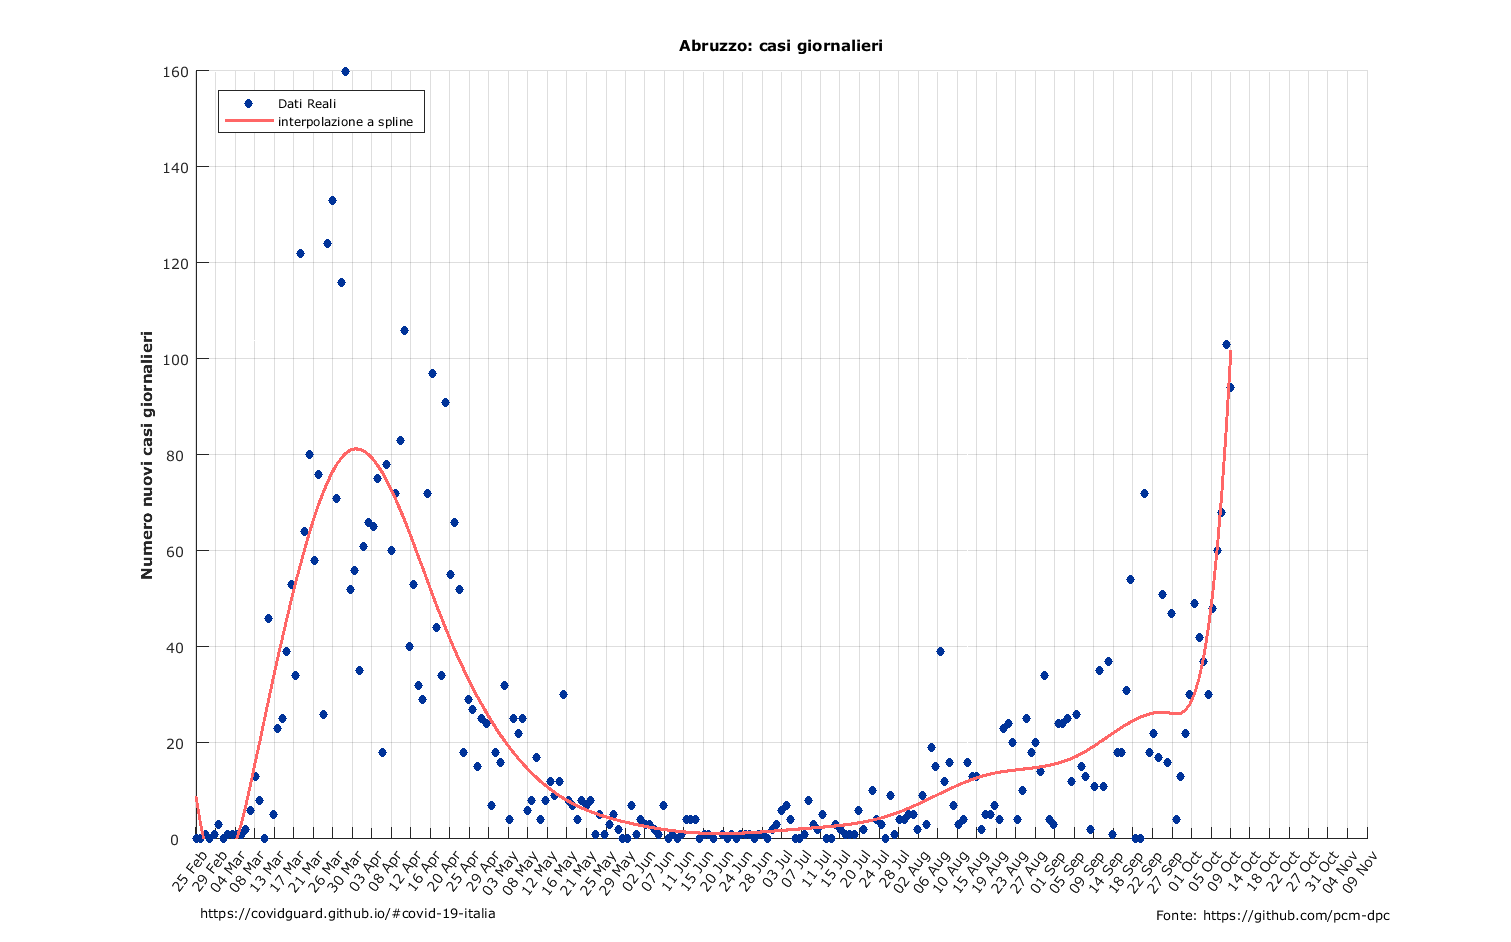 Abruzzo: casi giornalieri
160
Dati Reali
interpolazione a spline
140
120
100
80
60
40
20
0
Numero nuovi casi giornalieri
25 Feb
29 Feb
04 Mar
08 Mar
13 Mar
17 Mar
21 Mar
26 Mar
30 Mar
03 Apr
08 Apr
12 Apr
16 Apr
20 Apr
25 Apr
29 Apr
03 May
08 May
12 May
16 May
21 May
25 May
29 May
02 Jun
07 Jun
11 Jun
15 Jun
20 Jun
24 Jun
28 Jun
03 Jul
07 Jul
11 Jul
15 Jul
20 Jul
24 Jul
28 Jul
02 Aug
06 Aug
10 Aug
15 Aug
19 Aug
23 Aug
27 Aug
01 Sep
05 Sep
09 Sep
14 Sep
18 Sep
22 Sep
27 Sep
01 Oct
05 Oct
09 Oct
14 Oct
18 Oct
22 Oct
27 Oct
31 Oct
04 Nov
09 Nov
https://covidguard.github.io/#covid-19-italia
Fonte: https://github.com/pcm-dpc